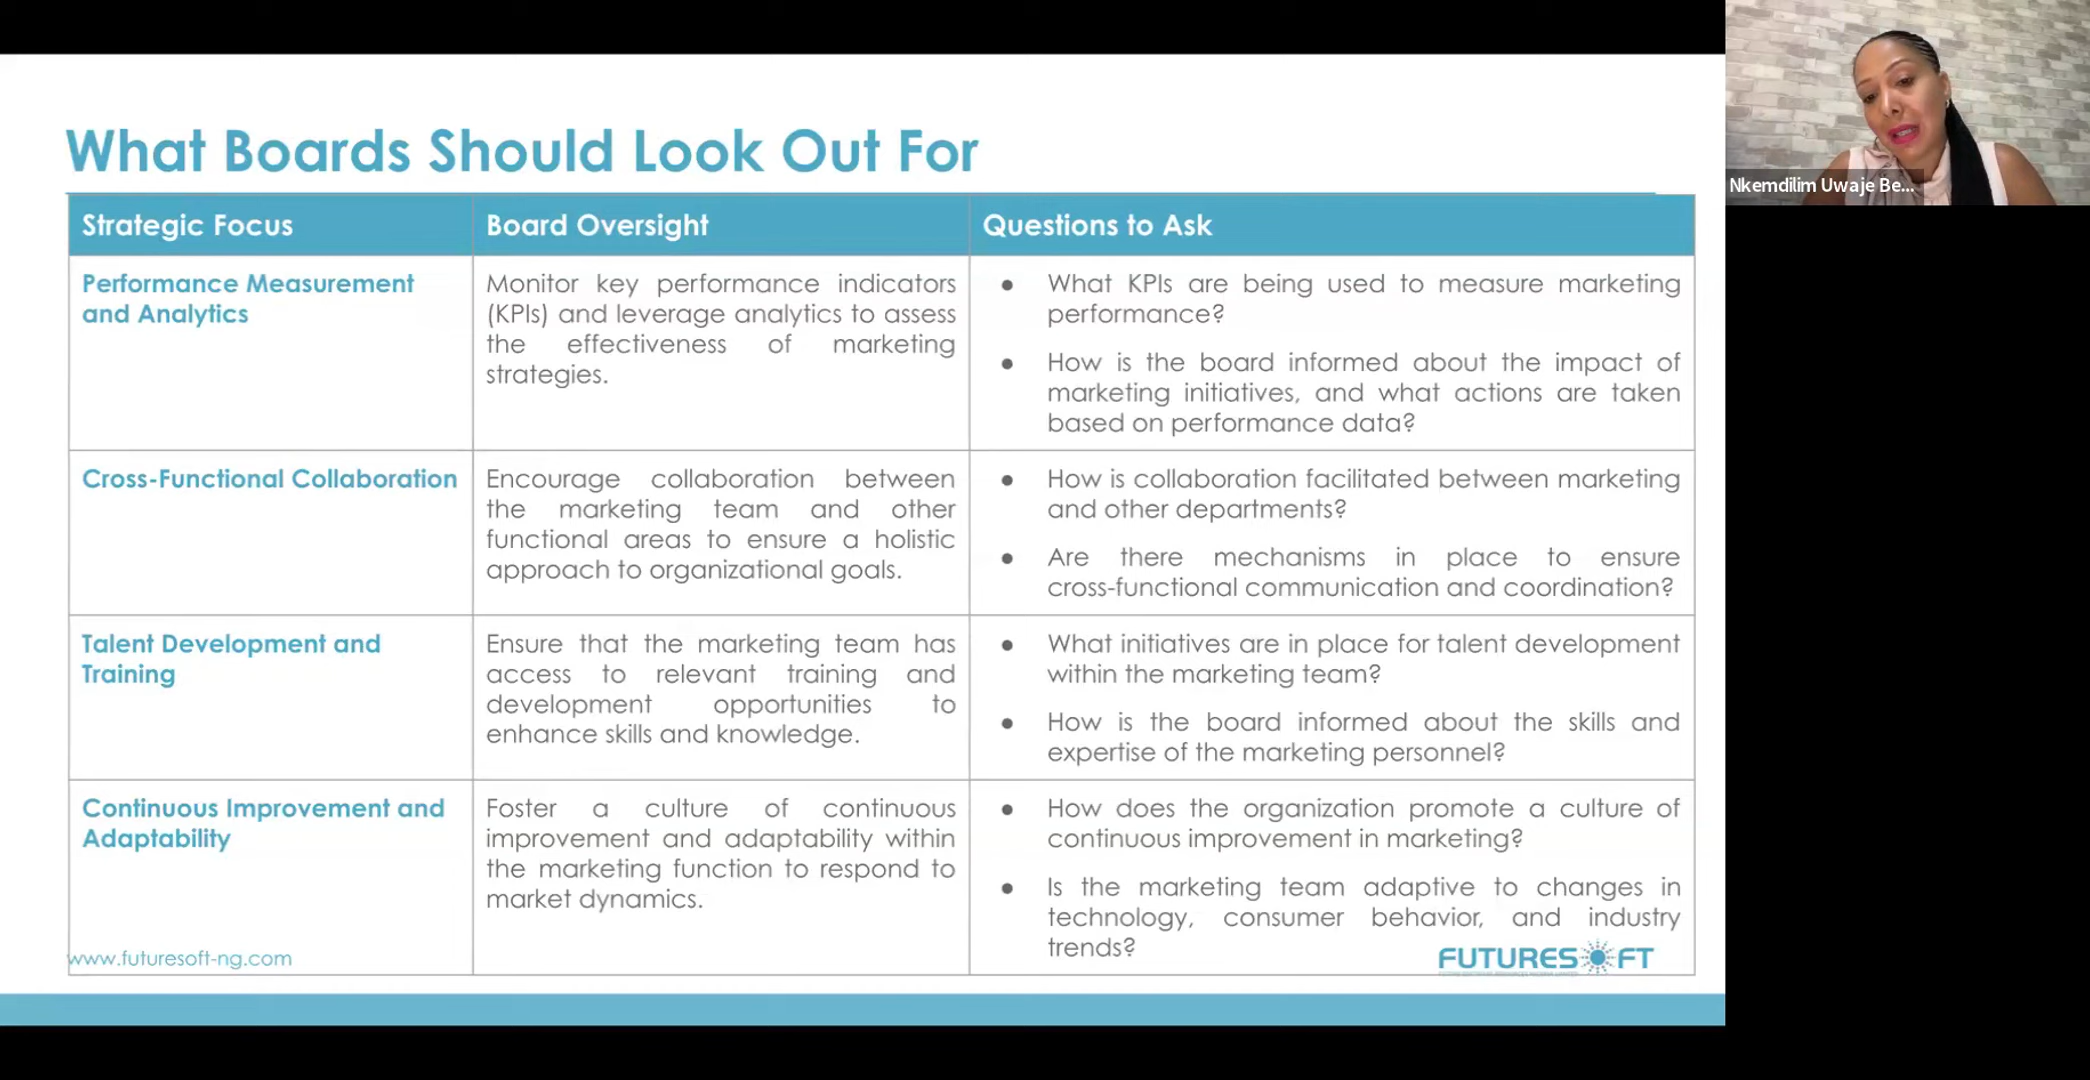 What Boards Should Look Out For
Strategic Focus
Board Oversight
Questions to Ask
Performance Measurement
and Analytics
Monitor key performance indicators
(KPIs) and leverage analytics to assess
the effectiveness of marketing
strategies.
● What KPIs are being used to measure marketing
performance?
● How is the board informed about the impact of
marketing initiatives, and what actions are taken
based on performance data?
Cross-Functional Collaboration
Encourage collaboration between
the marketing team and other
functional areas to ensure a holistic
approach to organizational goals.
● How is collaboration facilitated between marketing
and other departments?
● Are there mechanisms in place to ensure
cross-functional communication and coordination?
Talent Development and
Training
Ensure that the marketing team has
access to relevant training and
development opportunities to
enhance skills and knowledge.
● What initiatives are in place for talent development
within the marketing team?
● How is the board informed about the skills and
expertise of the marketing personnel?
Continuous Improvement and
Adaptability
Foster a culture of continuous
improvement and adaptability within
the marketing function to respond to
market dynamics.
● How does the organization promote a culture of
continuous improvement in marketing?
● Is the marketing team adaptive to changes in
technology, consumer behavior, and industry
trends?
www.futuresoft-ng.com
FUTURESOFT
Nkemdilim Uwaje Be...